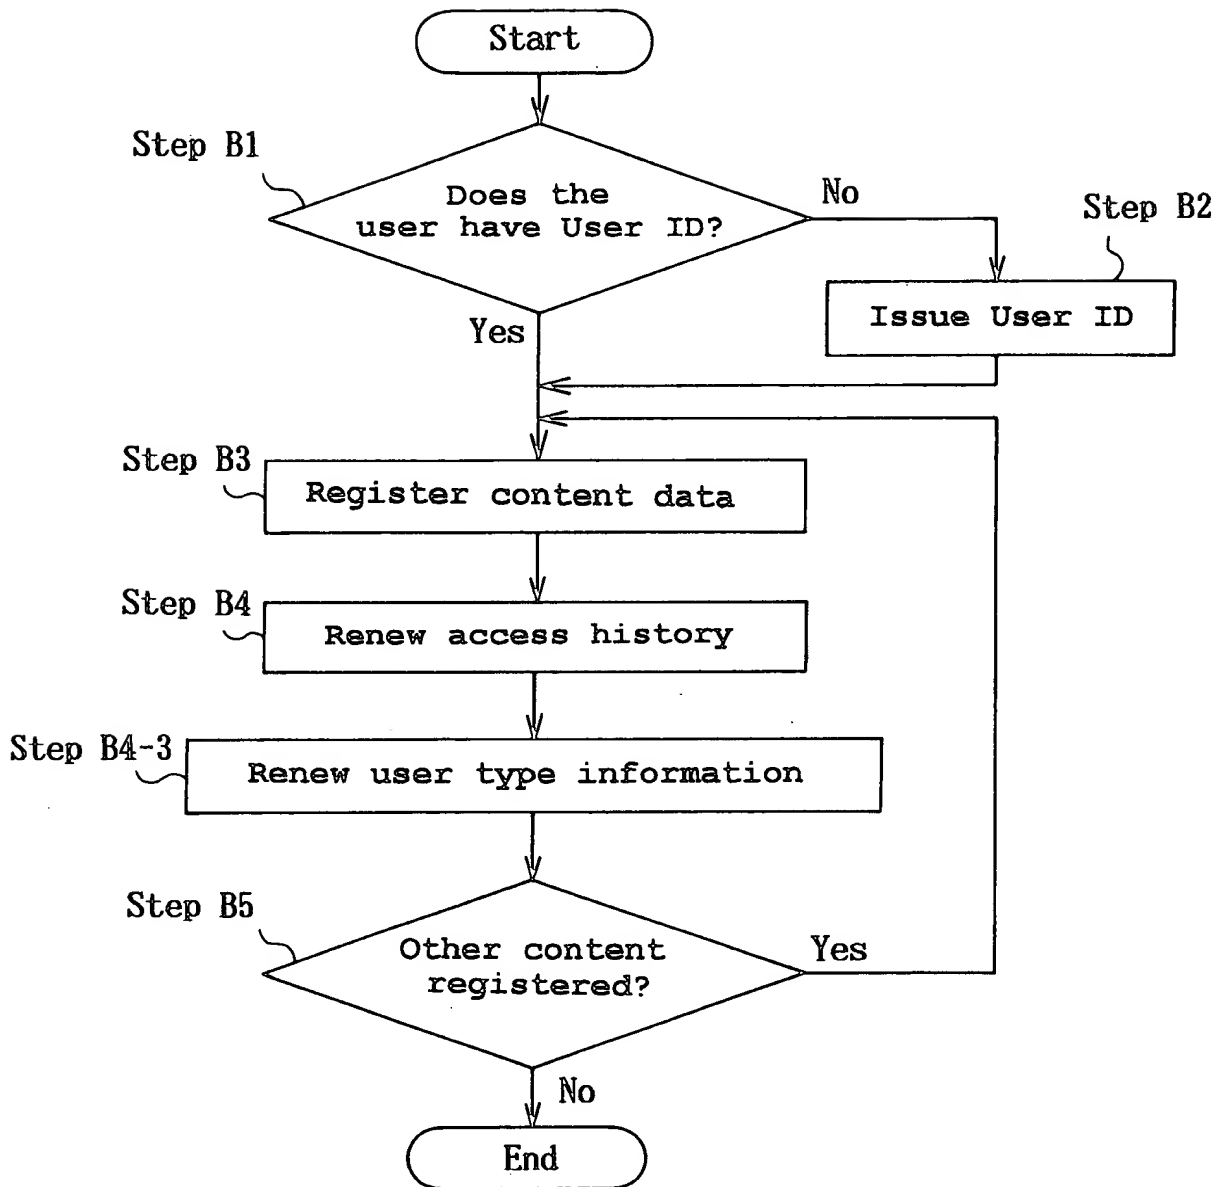 Start
Step B1
Does the
user have User ID?
No
Step B2
Issue User ID
Yes
Step B3
Register content data
Step B4
Renew access history
Step B4-3
Renew user type information
Step B5
Other content
registered?
Yes
No
End